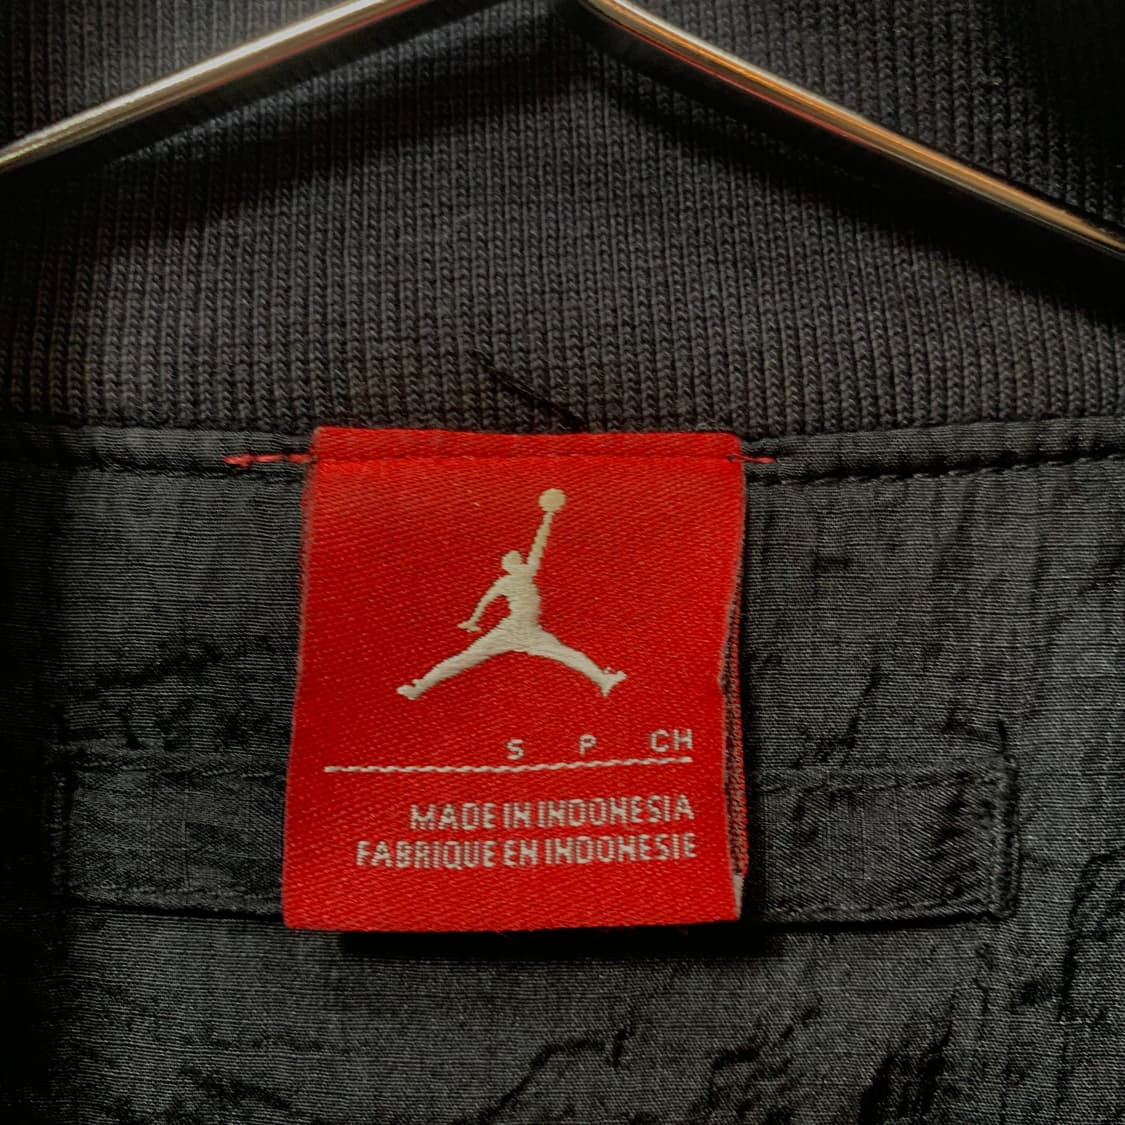 S P CH
MADE IN INDONESIA
FABRIQUE EN INDONESIE